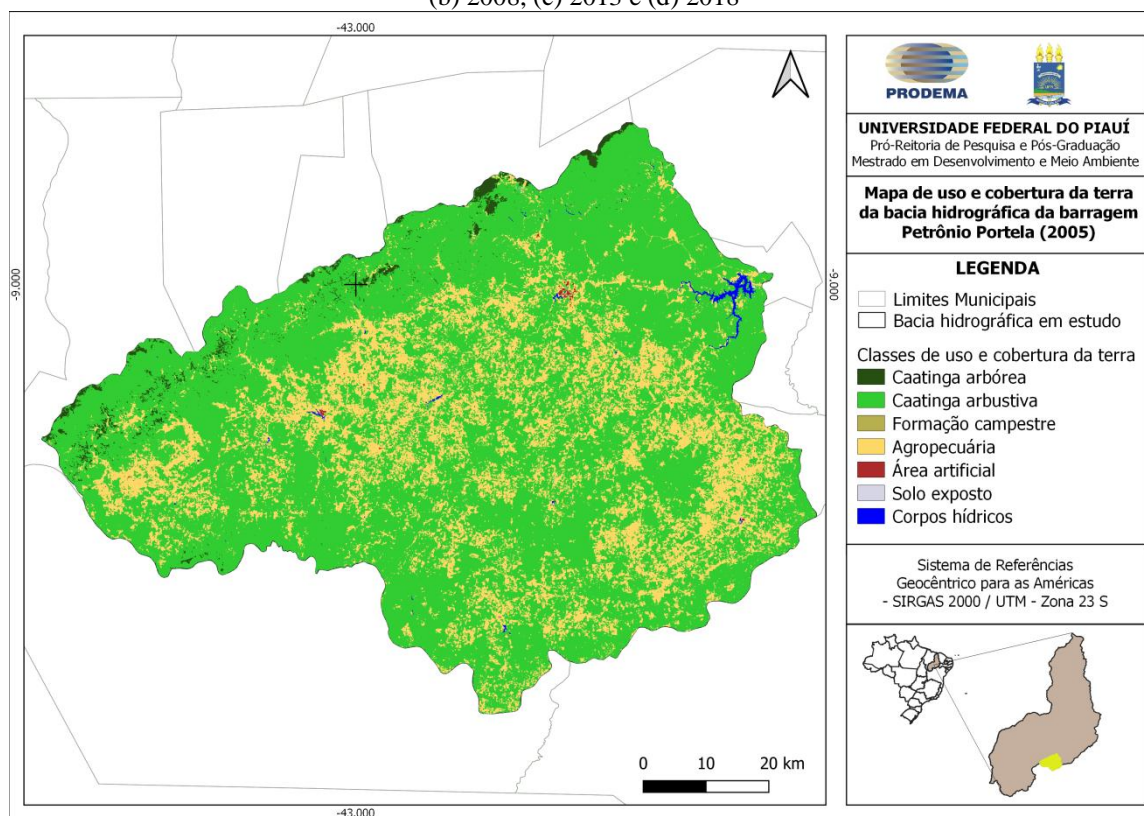 (b) 2008, (c) 2013 e (d) 2018
-43.000
-9.000
-9.000
-43.000
0 10 20 km
PRODEMA
UNIVERSIDADE FEDERAL DO PIAUÍ
Pró-Reitoria de Pesquisa e Pós-Graduação
Mestrado em Desenvolvimento e Meio Ambiente
Mapa de uso e cobertura da terra
da bacia hidrográfica da barragem
Petrônio Portela (2005)
LEGENDA
Limites Municipais
Bacia hidrográfica em estudo
Classes de uso e cobertura da terra
Caatinga arbórea
Caatinga arbustiva
Formação campestre
Agropecuária
Área artificial
Solo exposto
Corpos hídricos
Sistema de Referências
Geocêntrico para as Américas
- SIRGAS 2000 / UTM - Zona 23 S